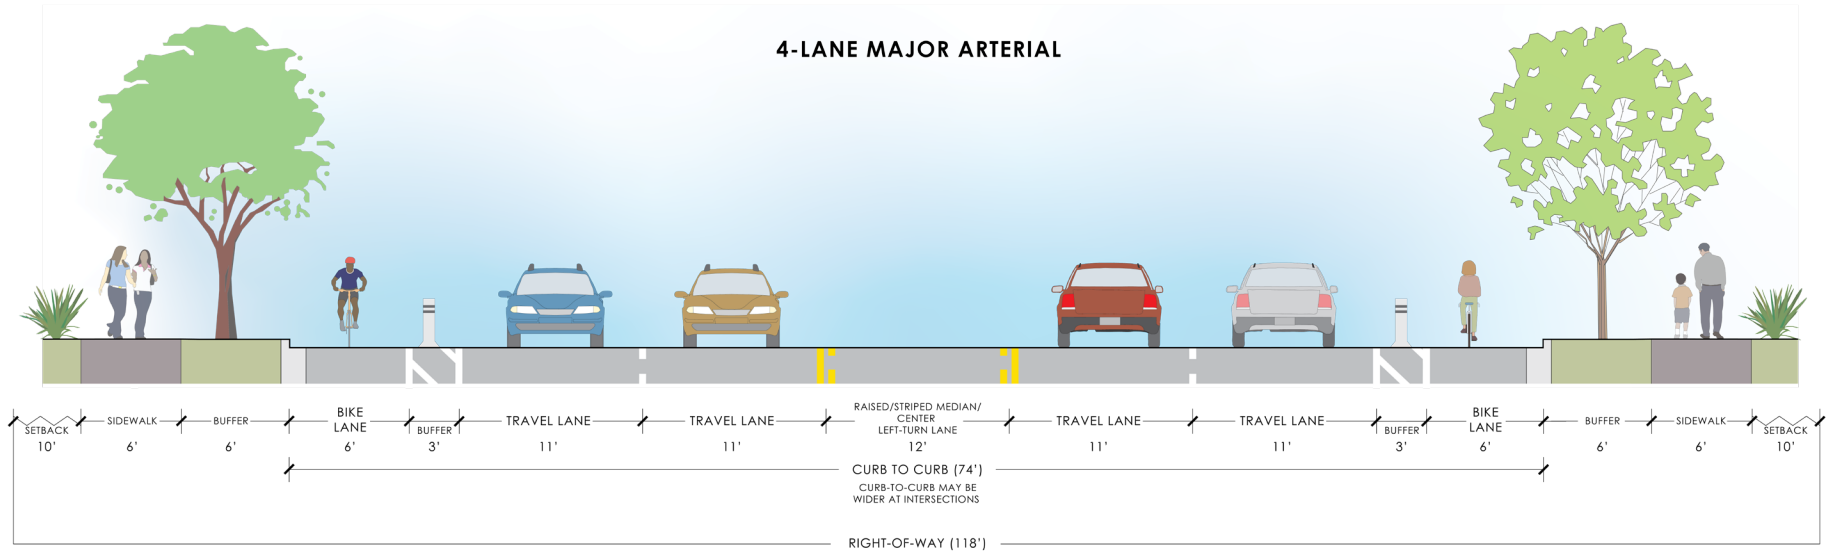 4-LANE MAJOR ARTERIAL
SETBACK
10'
SIDEWALK
6'
BUFFER
6'
BIKE
LANE
6'
BUFFER
3'
TRAVEL LANE
11'
TRAVEL LANE
11'
RAISED/STRIPED MEDIAN/
CENTER
LEFT-TURN LANE
12'
TRAVEL LANE
11'
TRAVEL LANE
11'
BUFFER
3'
BIKE
LANE
6'
BUFFER
6'
SIDEWALK
6'
SETBACK
10'
CURB TO CURB (74')
CURB-TO-CURB MAY BE
WIDER AT INTERSECTIONS
RIGHT-OF-WAY (118')